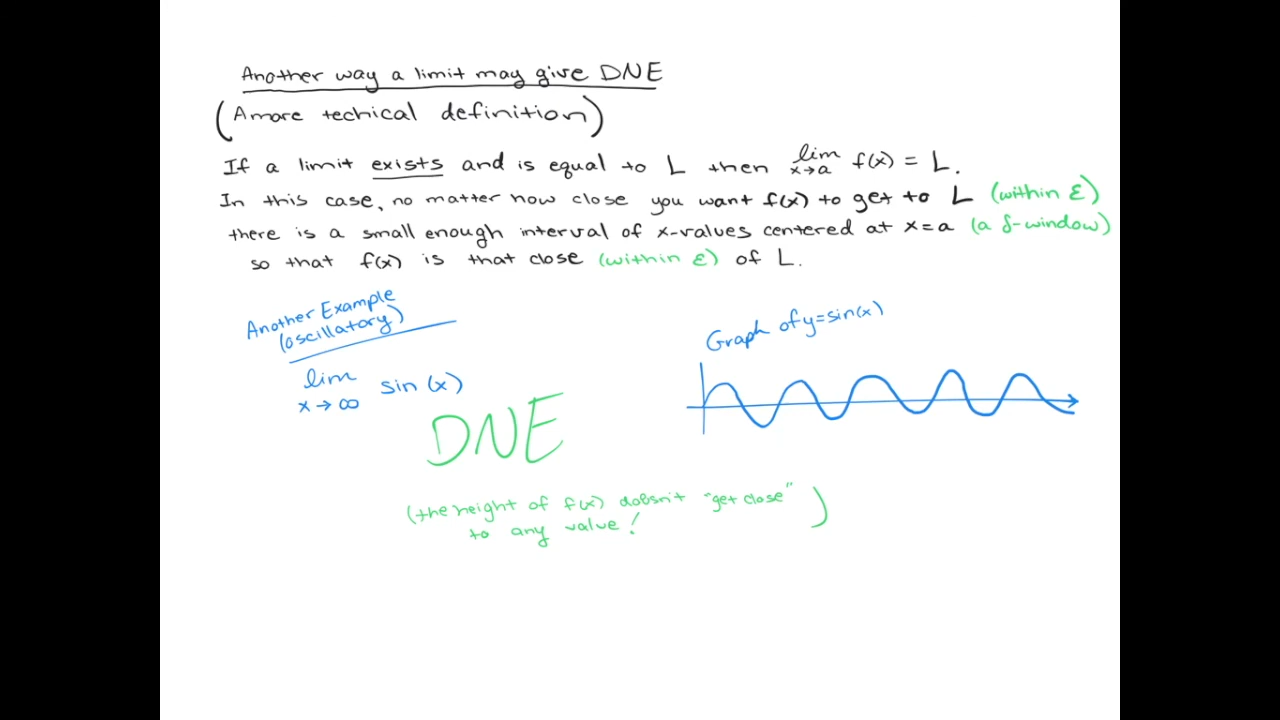 Another way a limit may give DNE
(A more techical definition)
If a limit exists and is equal to L then lim x→a f(x) = L.
In this case, no matter how close you want f(x) to get to L (within ε)
there is a small enough interval of x-values centered at x=a (a δ-window)
so that f(x) is that close (within ε) of L.
Another Example
(oscillatory)
lim x→∞ sin(x)
DNE
Graph of y=sin(x)
(the height of f(x) doesn't "get close"
to any value!)